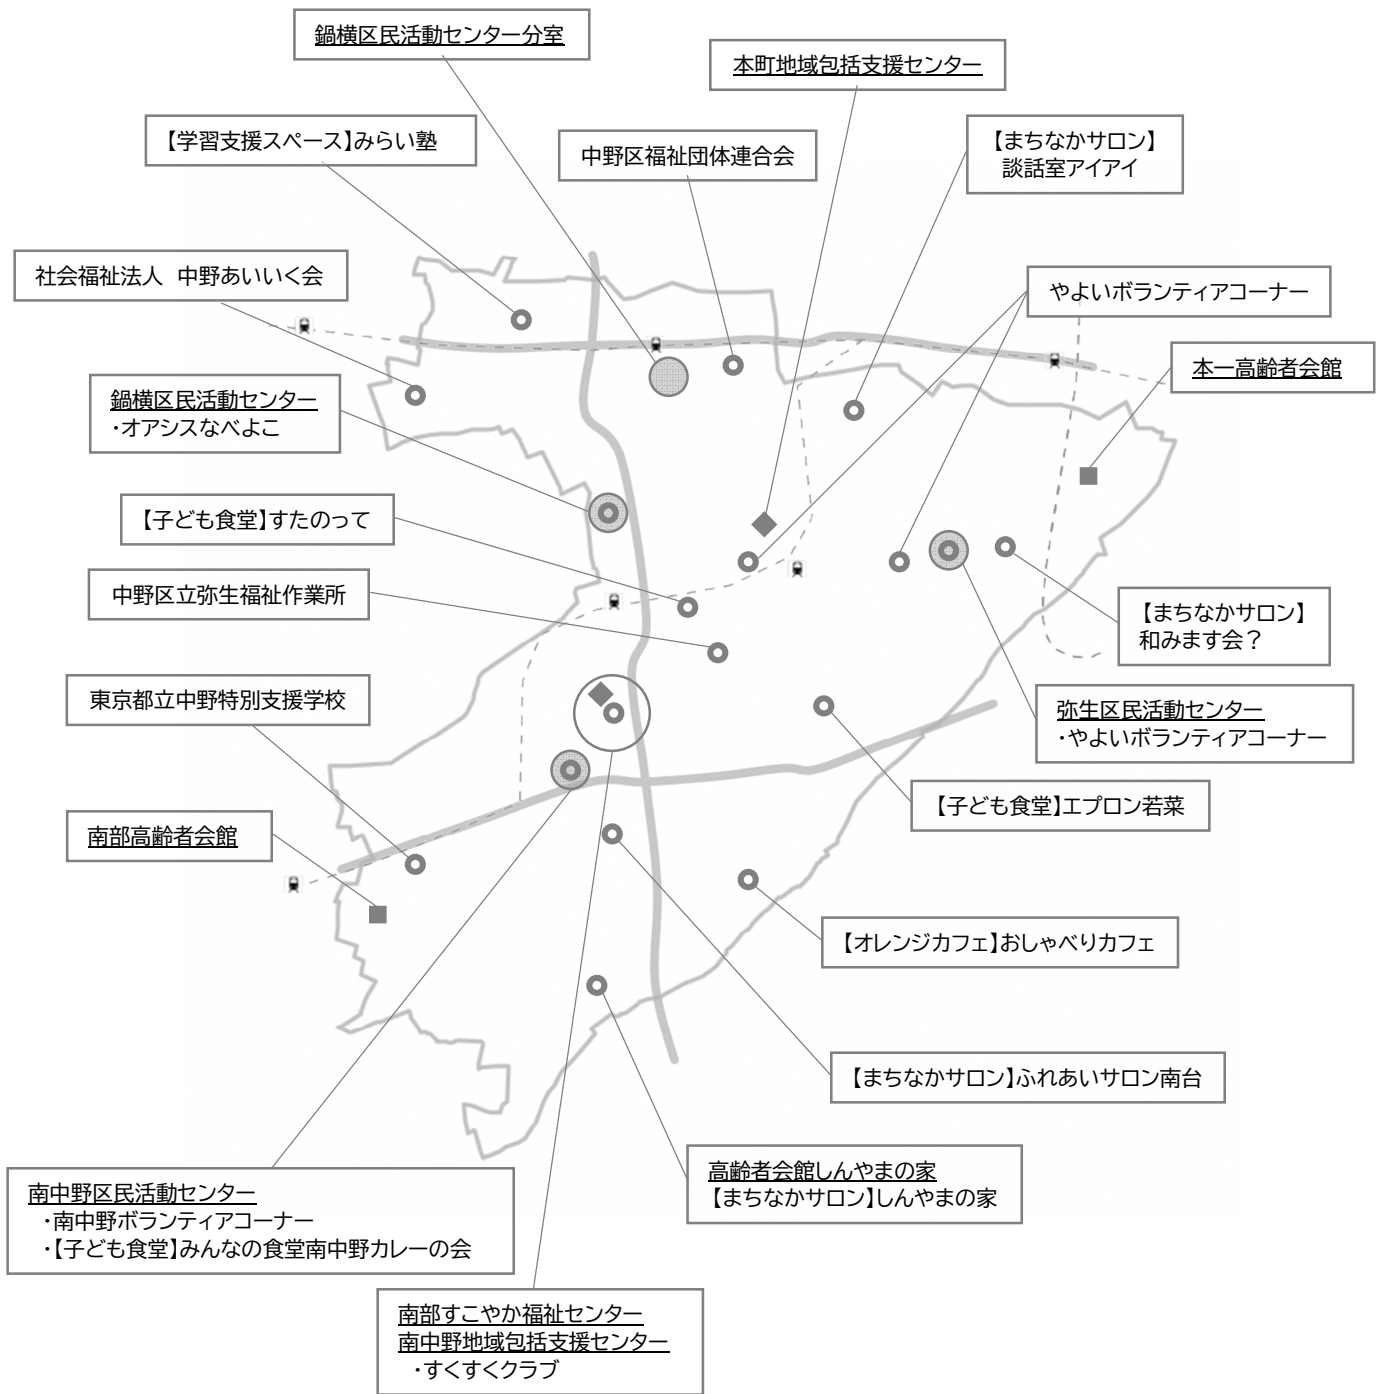 鍋横区民活動センター分室
本町地域包括支援センター
【学習支援スペース】みらい塾
中野区福祉団体連合会
【まちなかサロン】
談話室アイアイ
社会福祉法人　中野あいいく会
やよいボランティアコーナー
本一高齢者会館
鍋横区民活動センター
・オアシスなべよこ
【子ども食堂】すたのって
中野区立弥生福祉作業所
【まちなかサロン】
和みます会？
東京都立中野特別支援学校
弥生区民活動センター
・やよいボランティアコーナー
【子ども食堂】エプロン若菜
南部高齢者会館
【オレンジカフェ】おしゃべりカフェ
【まちなかサロン】ふれあいサロン南台
高齢者会館しんやまの家
【まちなかサロン】しんやまの家
南中野区民活動センター
・南中野ボランティアコーナー
・【子ども食堂】みんなの食堂南中野カレーの会
南部すこやか福祉センター
南中野地域包括支援センター
・すくすくクラブ